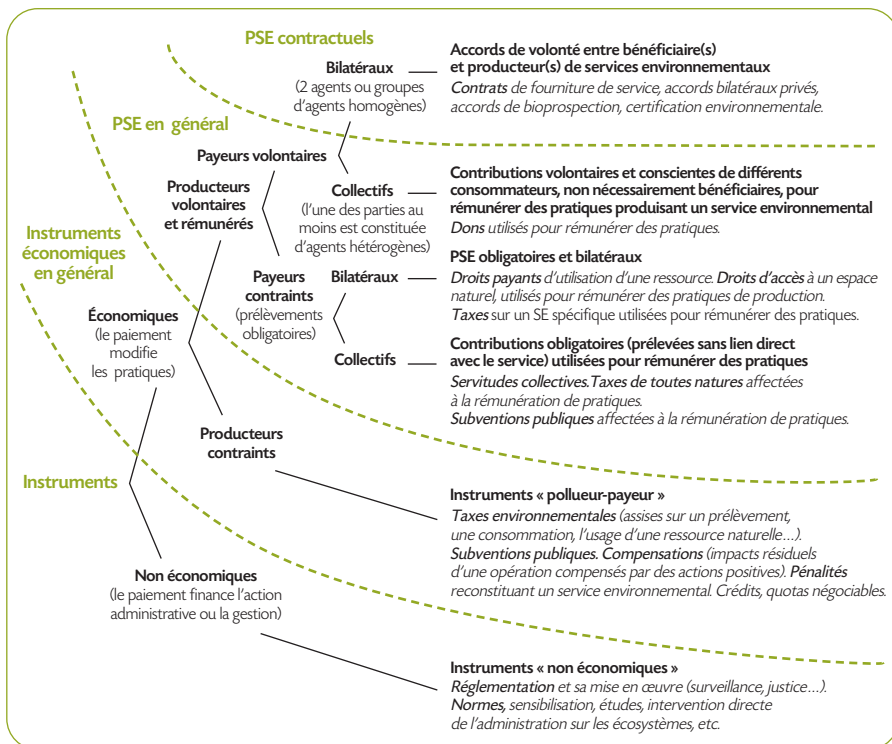 PSE contractuels
Bilatéraux
(2 agents ou groupes
d'agents homogènes)
Accords de volonté entre bénéficiaire(s)
et producteur(s) de services environnementaux
Contrats de fourniture de service, accords bilatéraux privés,
accords de bioprospection, certification environnementale.
PSE en général
Payeurs volontaires
Producteurs
volontaires
et rémunérés
Collectifs
(l'une des parties au
moins est constituée
d'agents hétérogènes)
Contributions volontaires et conscientes de différents
consommateurs, non nécessairement bénéficiaires, pour
rémunérer des pratiques produisant un service environnemental
Dons utilisés pour rémunérer des pratiques.
Instruments
économiques
en général
Payeurs
contraints
(prélèvements
obligatoires)
Bilatéraux
PSE obligatoires et bilatéraux
Droits payants d'utilisation d'une ressource. Droits d'accès à un espace
naturel, utilisés pour rémunérer des pratiques de production.
Taxes sur un SE spécifique utilisées pour rémunérer des pratiques.
Économiques
(le paiement
modifie
les pratiques)
Collectifs
Contributions obligatoires (prélevées sans lien direct
avec le service) utilisées pour rémunérer des pratiques
Servitudes collectives.Taxes de toutes natures affectées
à la rémunération de pratiques.
Subventions publiques affectées à la rémunération de pratiques.
Producteurs
contraints
Instruments
Instruments « pollueur-payeur »
Taxes environnementales (assises sur un prélèvement,
une consommation, l'usage d'une ressource naturelle…).
Subventions publiques. Compensations (impacts résiduels
d'une opération compensés par des actions positives). Pénalités
reconstituant un service environnemental. Crédits, quotas négociables.
Non économiques
(le paiement finance l'action
administrative ou la gestion)
Instruments « non économiques »
Réglementation et sa mise en œuvre (surveillance, justice…).
Normes, sensibilisation, études, intervention directe
de l'administration sur les écosystèmes, etc.